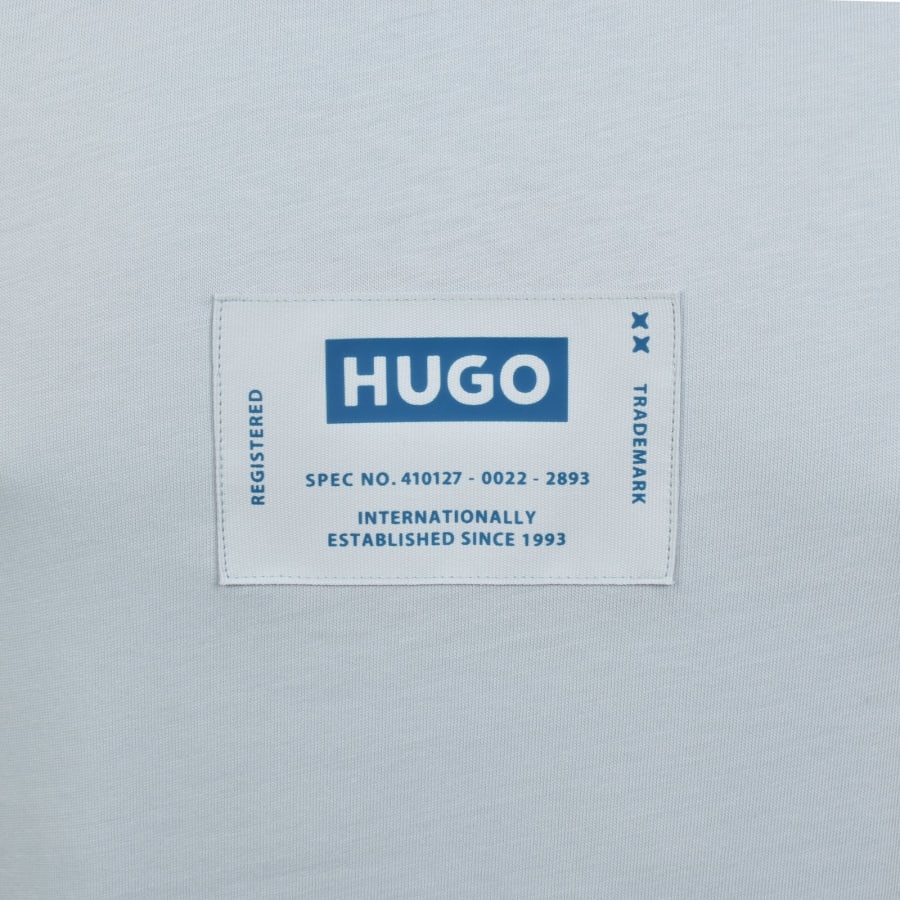 HUGO
REGISTERED
TRADEMARK
SPEC NO. 410127 - 0022 - 2893
INTERNATIONALLY
ESTABLISHED SINCE 1993